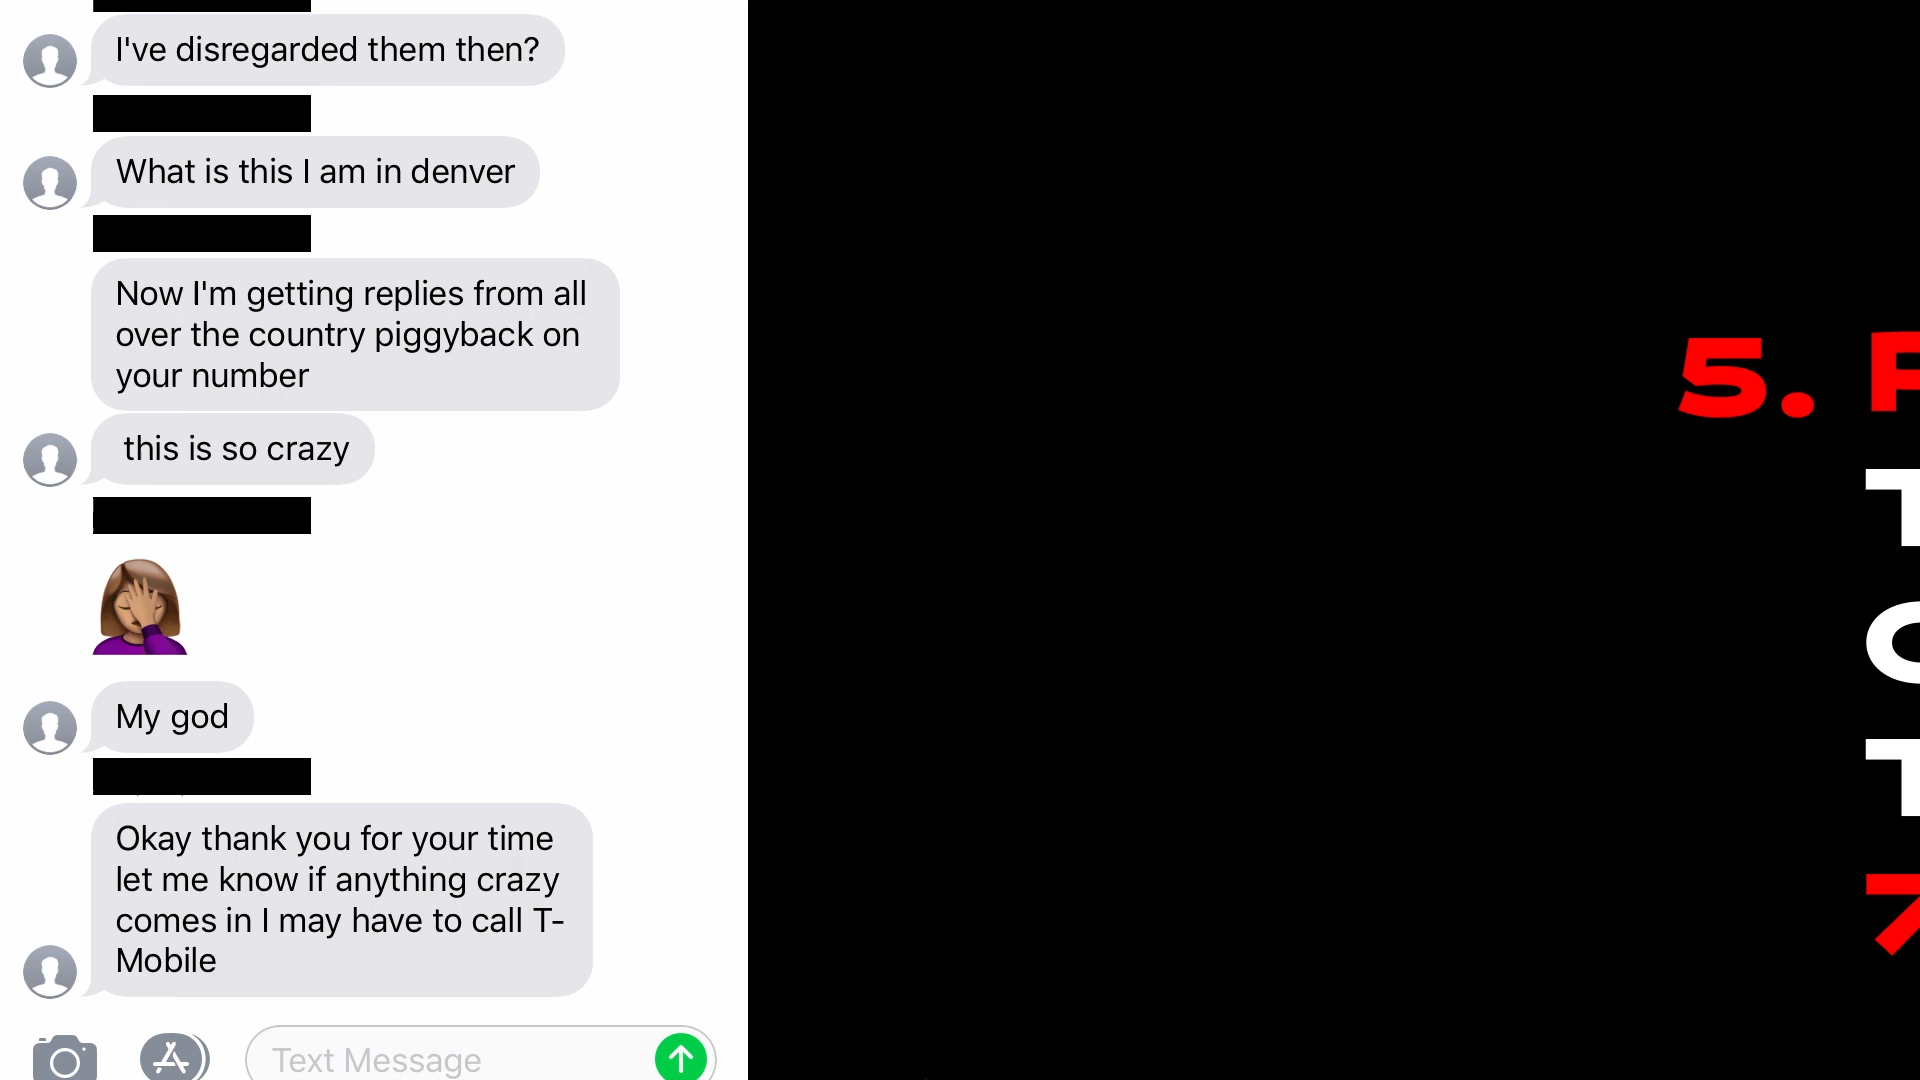 I've disregarded them then?
What is this I am in denver
Now I'm getting replies from all
over the country piggyback on
your number
this is so crazy
My god
Okay thank you for your time
let me know if anything crazy
comes in I may have to call T-
Mobile
Text Message
5.
T
T
7